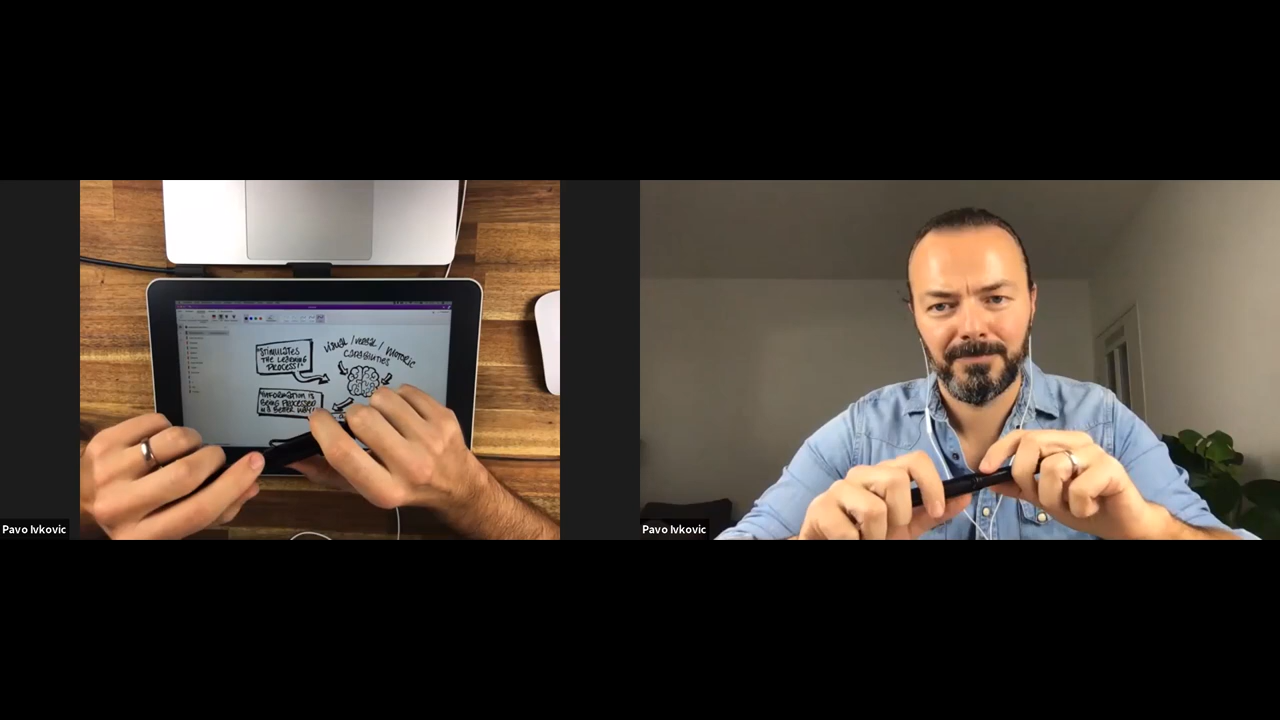 "STIMULATES
THE LEARNING
PROCESS!"
VISUAL / VERBAL / MOTORIC
CAPABILITIES
"INFORMATION IS
BEING PROCESSED
IN A BETTER WAY!"
Pavo Ivkovic
Pavo Ivkovic